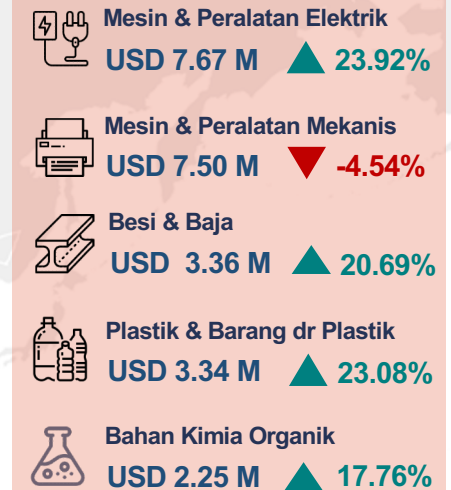 Mesin & Peralatan Elektrik
USD 7.67 M 23.92%
Mesin & Peralatan Mekanis
USD 7.50 M -4.54%
Besi & Baja
USD 3.36 M 20.69%
Plastik & Barang dr Plastik
USD 3.34 M 23.08%
Bahan Kimia Organik
USD 2.25 M 17.76%